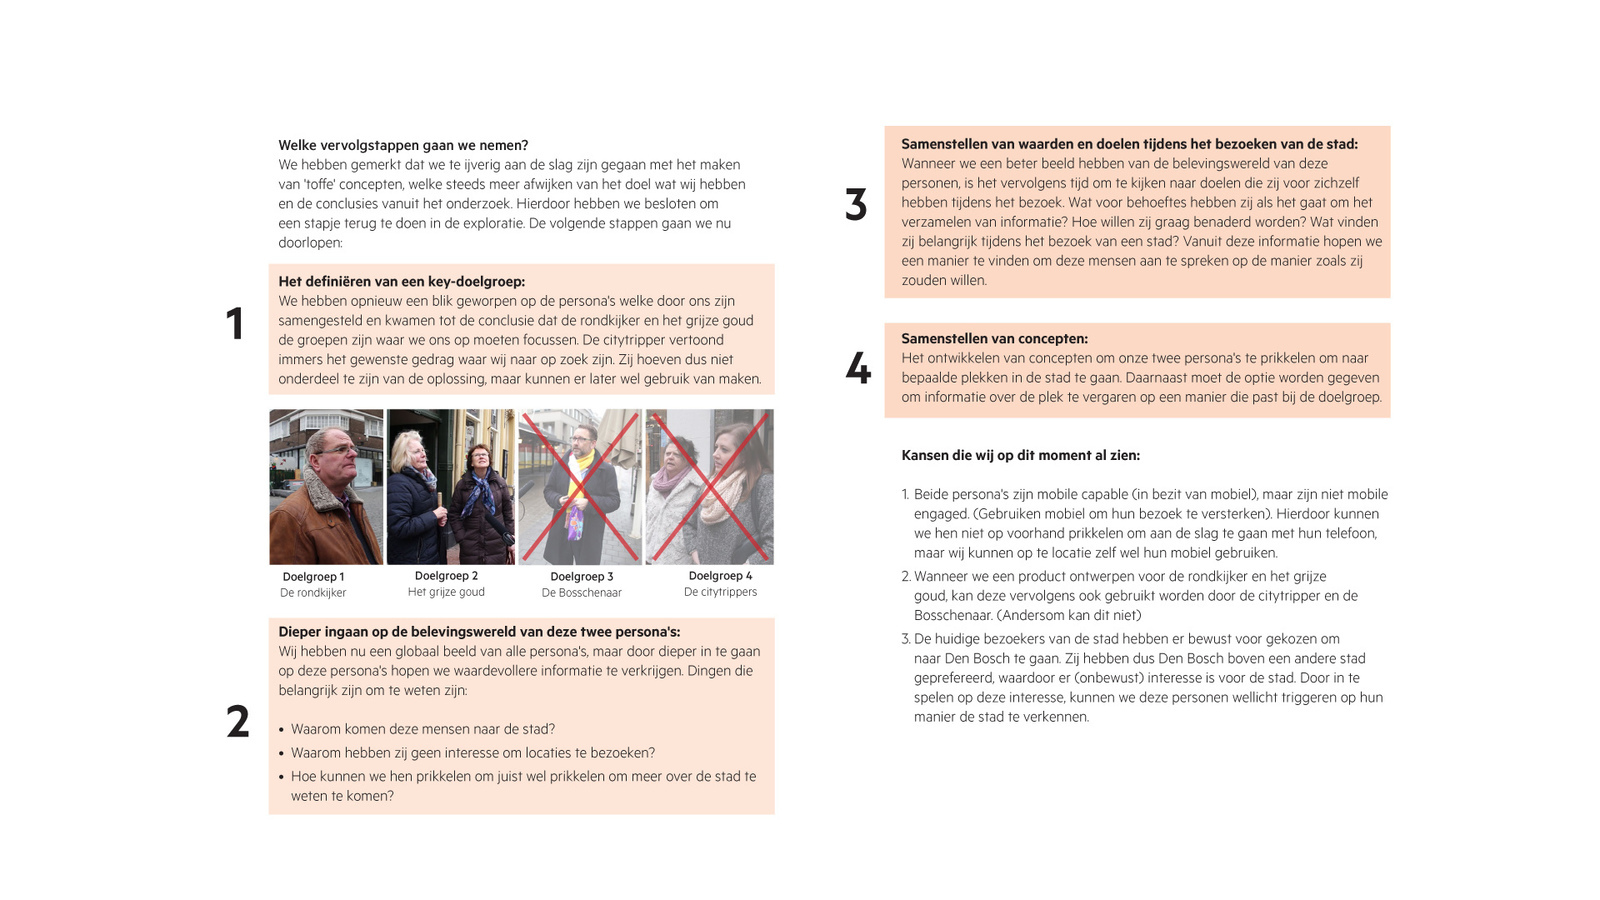 Welke vervolgstappen gaan we nemen?
We hebben gemerkt dat we te ijverig aan de slag zijn gegaan met het maken
van 'toffe' concepten, welke steeds meer afwijken van het doel wat wij hebben
en de conclusies vanuit het onderzoek. Hierdoor hebben we besloten om
een stapje terug te doen in de exploratie. De volgende stappen gaan we nu
doorlopen:
1
Het definiëren van een key-doelgroep:
We hebben opnieuw een blik geworpen op de persona's welke door ons zijn
samengesteld en kwamen tot de conclusie dat de rondkijker en het grijze goud
de groepen zijn waar we ons op moeten focussen. De citytripper vertoond
immers het gewenste gedrag waar wij naar op zoek zijn. Zij hoeven dus niet
onderdeel te zijn van de oplossing, maar kunnen er later wel gebruik van maken.
Doelgroep 1
De rondkijker
Doelgroep 2
Het grijze goud
Doelgroep 3
De Bosschenaar
Doelgroep 4
De citytrippers
2
Dieper ingaan op de belevingswereld van deze twee persona's:
Wij hebben nu een globaal beeld van alle persona's, maar door dieper in te gaan
op deze persona's hopen we waardevollere informatie te verkrijgen. Dingen die
belangrijk zijn om te weten zijn:
• Waarom komen deze mensen naar de stad?
• Waarom hebben zij geen interesse om locaties te bezoeken?
• Hoe kunnen we hen prikkelen om juist wel prikkelen om meer over de stad te
weten te komen?
3
Samenstellen van waarden en doelen tijdens het bezoeken van de stad:
Wanneer we een beter beeld hebben van de belevingswereld van deze
personen, is het vervolgens tijd om te kijken naar doelen die zij voor zichzelf
hebben tijdens het bezoek. Wat voor behoeftes hebben zij als het gaat om het
verzamelen van informatie? Hoe willen zij graag benaderd worden? Wat vinden
zij belangrijk tijdens het bezoek van een stad? Vanuit deze informatie hopen we
een manier te vinden om deze mensen aan te spreken op de manier zoals zij
zouden willen.
4
Samenstellen van concepten:
Het ontwikkelen van concepten om onze twee persona's te prikkelen om naar
bepaalde plekken in de stad te gaan. Daarnaast moet de optie worden gegeven
om informatie over de plek te vergaren op een manier die past bij de doelgroep.
Kansen die wij op dit moment al zien:
1. Beide persona's zijn mobile capable (in bezit van mobiel), maar zijn niet mobile
engaged. (Gebruiken mobiel om hun bezoek te versterken). Hierdoor kunnen
we hen niet op voorhand prikkelen om aan de slag te gaan met hun telefoon,
maar wij kunnen op te locatie zelf wel hun mobiel gebruiken.
2. Wanneer we een product ontwerpen voor de rondkijker en het grijze
goud, kan deze vervolgens ook gebruikt worden door de citytripper en de
Bosschenaar. (Andersom kan dit niet)
3. De huidige bezoekers van de stad hebben er bewust voor gekozen om
naar Den Bosch te gaan. Zij hebben dus Den Bosch boven een andere stad
geprefereerd, waardoor er (onbewust) interesse is voor de stad. Door in te
spelen op deze interesse, kunnen we deze personen wellicht triggeren op hun
manier de stad te verkennen.